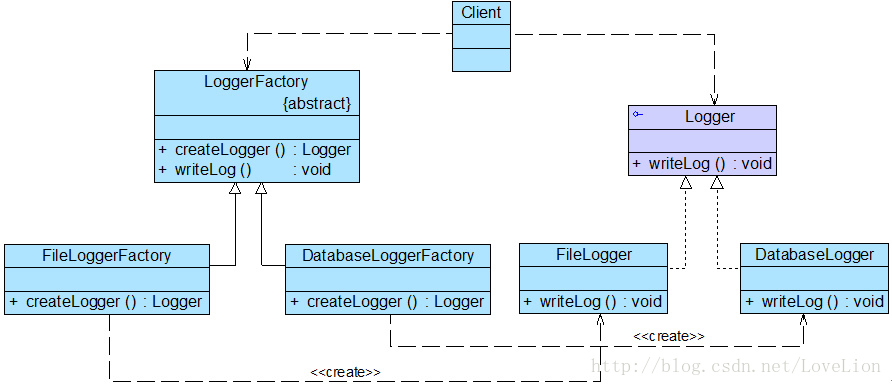 Client
LoggerFactory
{abstract}
+ createLogger () : Logger
+ writeLog () : void
Logger
+ writeLog () : void
FileLoggerFactory
+ createLogger () : Logger
DatabaseLoggerFactory
+ createLogger () : Logger
FileLogger
+ writeLog () : void
DatabaseLogger
+ writeLog () : void
<<create>>
<<create>>
http://blog.csdn.net/LoveLion